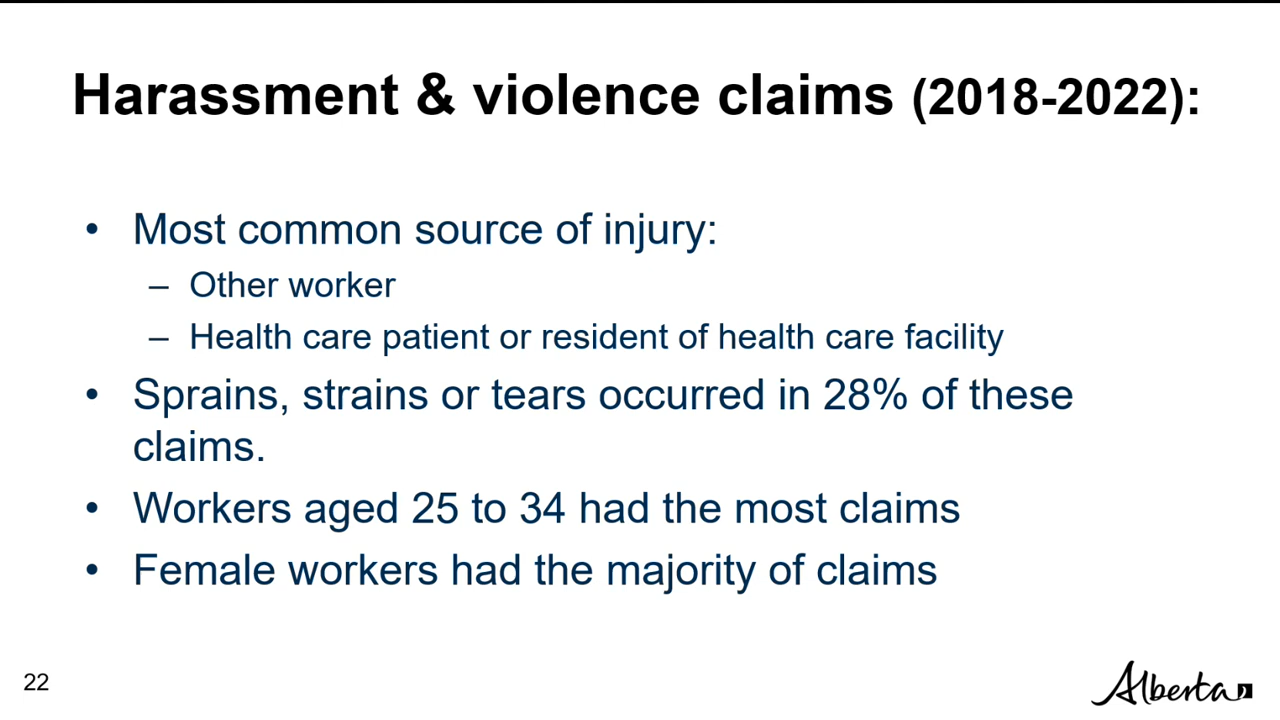 Harassment & violence claims (2018-2022):
• Most common source of injury:
– Other worker
– Health care patient or resident of health care facility
• Sprains, strains or tears occurred in 28% of these
claims.
• Workers aged 25 to 34 had the most claims
• Female workers had the majority of claims
22
Alberta